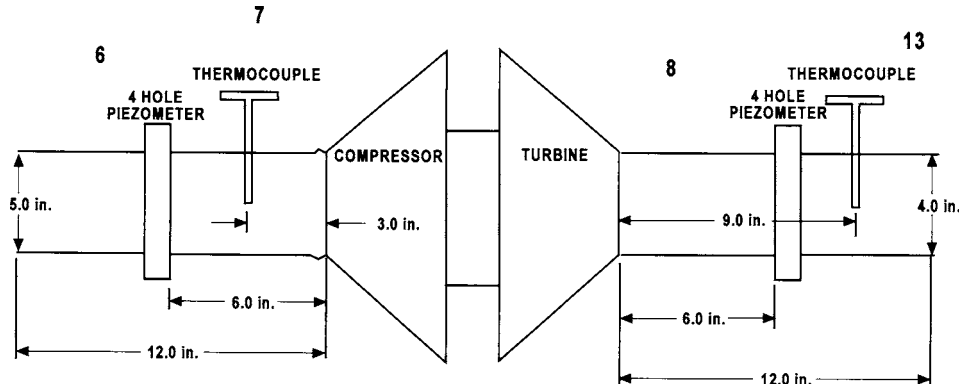 7
6
THERMOCOUPLE
4 HOLE
PIEZOMETER
COMPRESSOR
5.0 in.
3.0 in.
6.0 in.
12.0 in.
13
8
THERMOCOUPLE
4 HOLE
PIEZOMETER
TURBINE
9.0 in.
4.0 in.
6.0 in.
12.0 in.